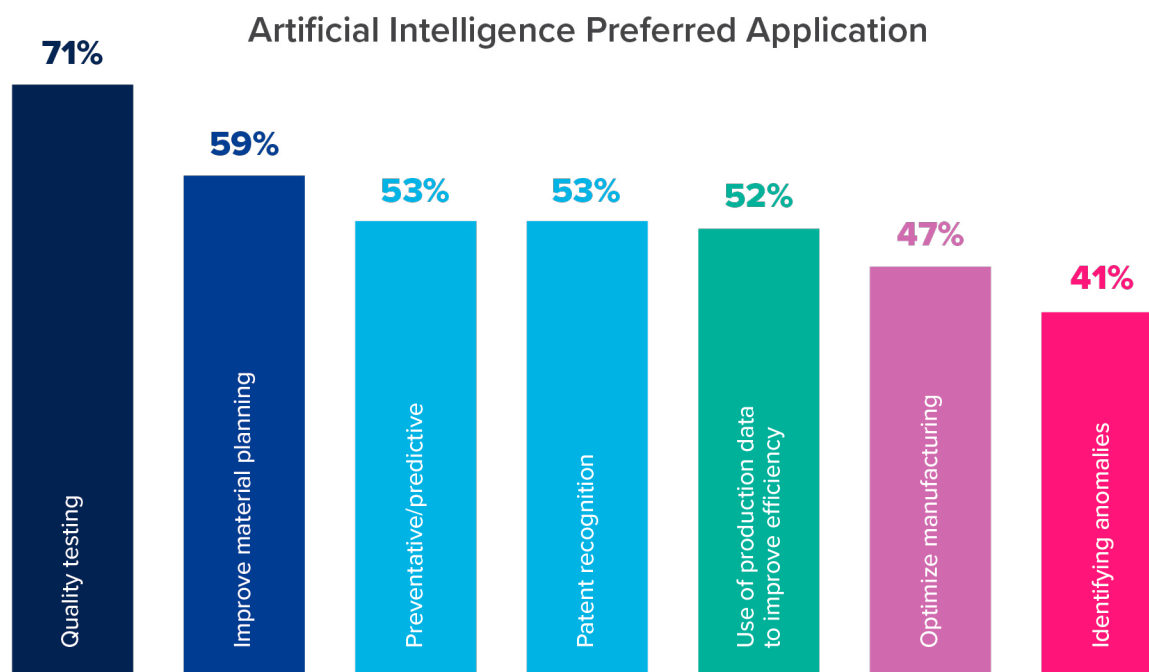 Artificial Intelligence Preferred Application
71%
59%
53%
53%
52%
47%
41%
Quality testing
Improve material planning
Preventative/predictive
Patent recognition
Use of production data
to improve efficiency
Optimize manufacturing
Identifying anomalies